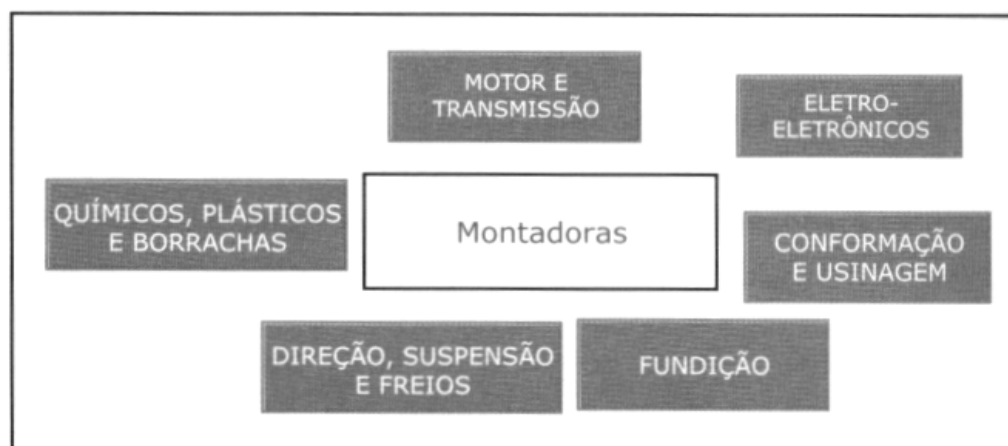 MOTOR E
TRANSMISSÃO
ELETRO-
ELETRÔNICOS
QUÍMICOS, PLÁSTICOS
E BORRACHAS
Montadoras
CONFORMAÇÃO
E USINAGEM
DIREÇÃO, SUSPENSÃO
E FREIOS
FUNDIÇÃO